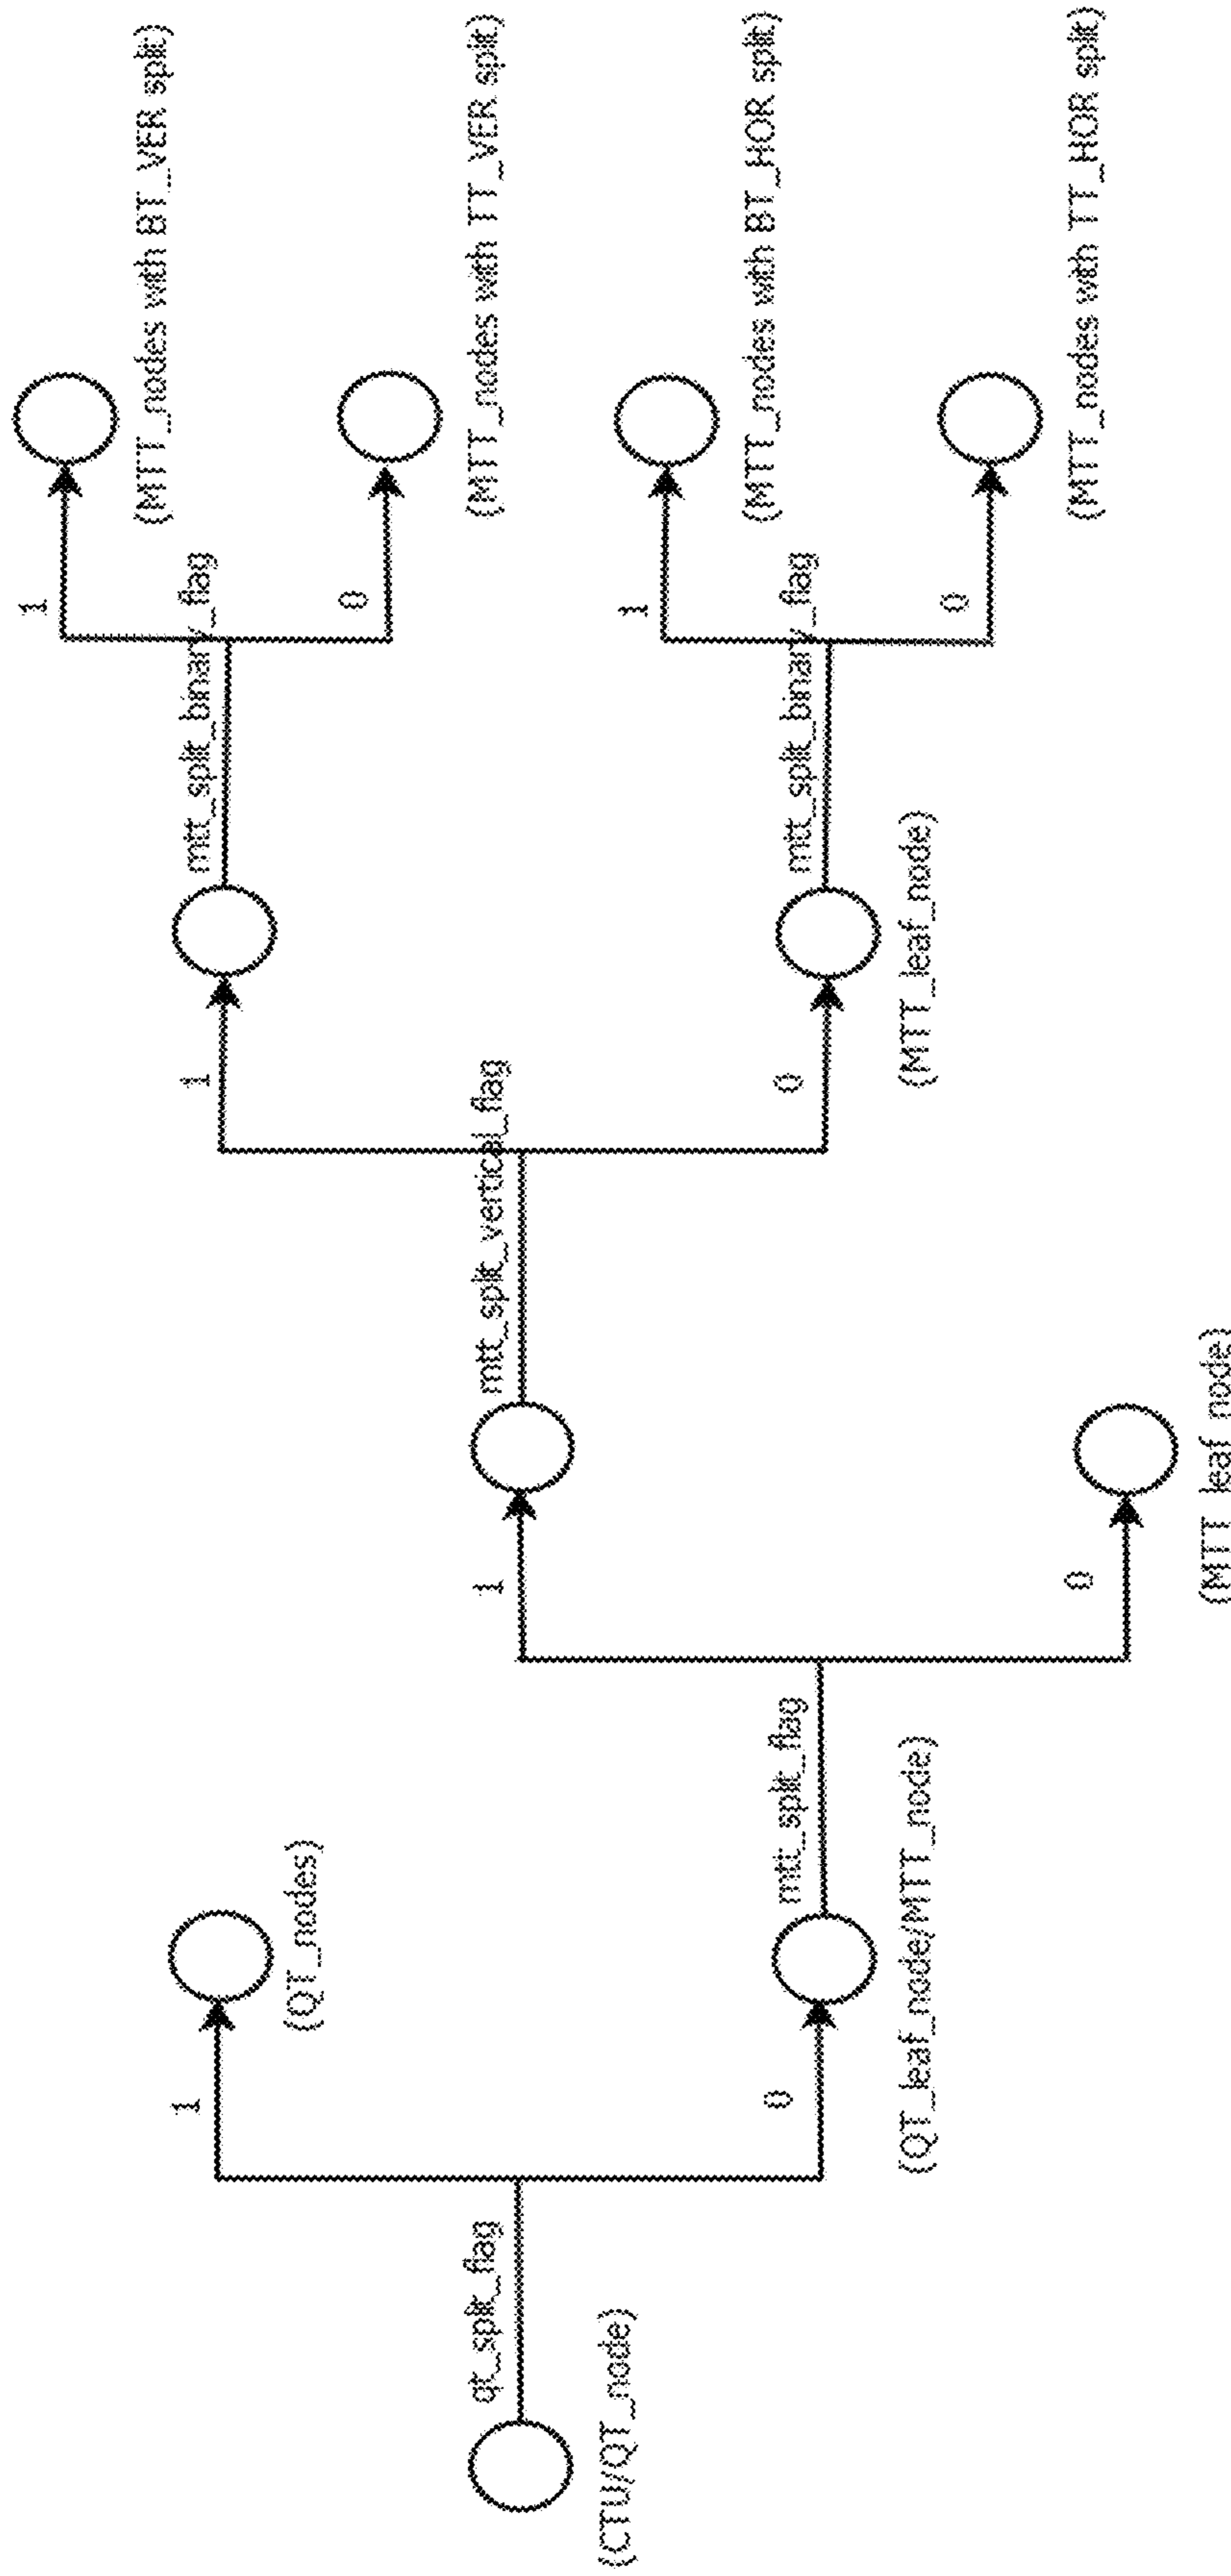 (CTU/QT_node)
qt_split_flag
1
(QT_nodes)
0
(QT_leaf_node/MTT_node)
mtt_split_flag
1
0
(MTT_leaf_node)
mtt_split_vertical_flag
1
0
(MTT_leaf_node)
mtt_split_binary_flag
1
(MTT_nodes with BT_VER split)
0
(MTT_nodes with TT_VER split)
mtt_split_binary_flag
1
(MTT_nodes with BT_HOR split)
0
(MTT_nodes with TT_HOR split)